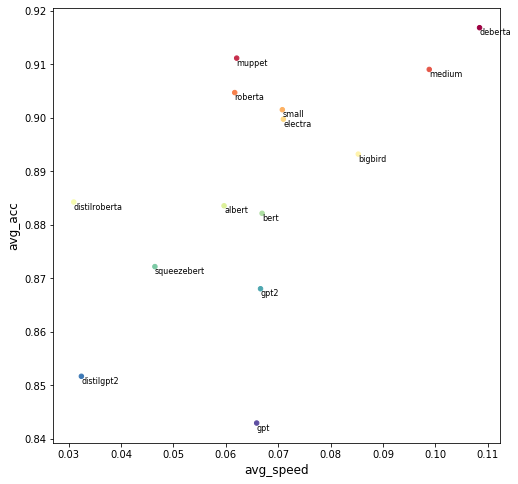 0.92
deberta
muppet
0.91
medium
roberta
small
0.90
electra
bigbird
0.89
distilroberta
albert
bert
0.88
avg_acc
squeezebert
0.87
gpt2
0.86
distilgpt2
0.85
gpt
0.84
0.03 0.04 0.05 0.06 0.07 0.08 0.09 0.10 0.11
avg_speed